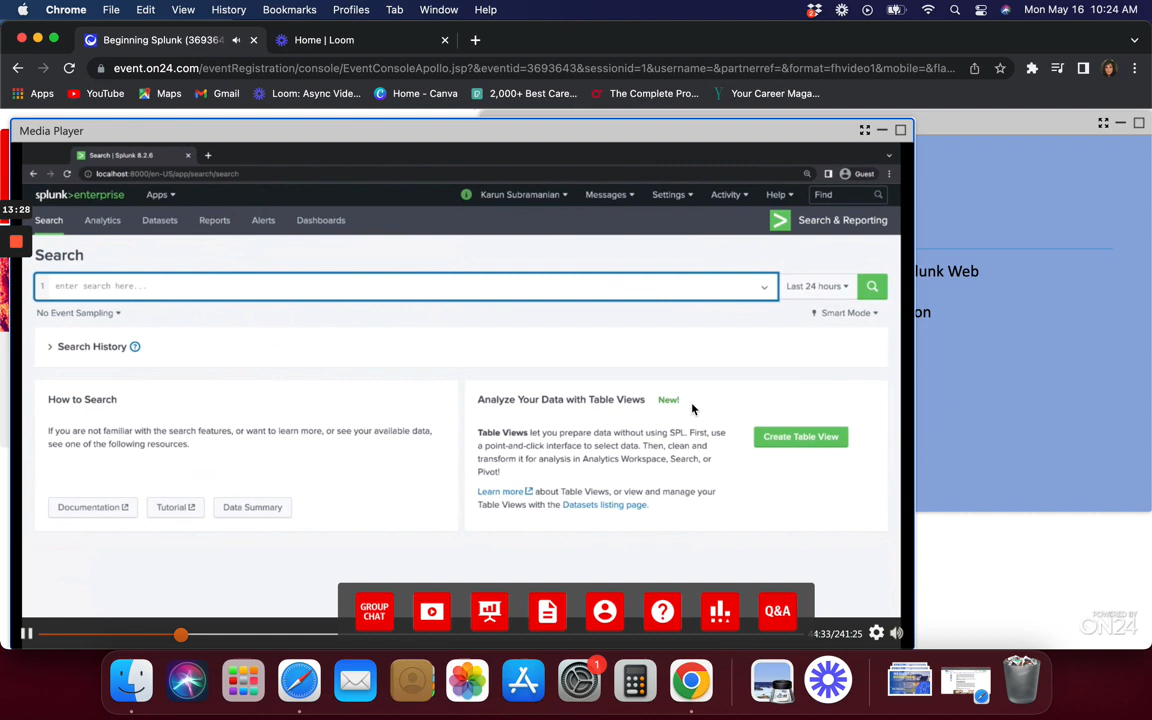 Chrome File Edit View History Bookmarks Profiles Tab Window Help Mon May 16 10:24 AM
Beginning Splunk (369364 Home | Loom
event.on24.com/eventRegistration/console/EventConsoleApollo.jsp?&eventid=3693643&sessionid=1&username=&partnerref=&format=fhvideo1&mobile=&fla...
Apps YouTube Maps Gmail Loom: Async Vide... Home - Canva 2,000+ Best Care... The Complete Pro... Your Career Maga...
Media Player
Search | Splunk 8.2.6
localhost:8000/en-US/app/search/search Guest
splunk>enterprise Apps Karun Subramanian Messages Settings Activity Help Find
13:28
Search Analytics Datasets Reports Alerts Dashboards Search & Reporting
Search
lunk Web
1 enter search here... Last 24 hours
No Event Sampling Smart Mode
on
Search History ?
How to Search
If you are not familiar with the search features, or want to learn more, or see your available data,
see one of the following resources.
Documentation Tutorial Data Summary
Analyze Your Data with Table Views New!
Table Views let you prepare data without using SPL. First, use
a point-and-click interface to select data. Then, clean and
transform it for analysis in Analytics Workspace, Search, or
Pivot!
Create Table View
Learn more about Table Views, or view and manage your
Table Views with the Datasets listing page.
GROUP
CHAT
Q&A
44:33/241:25
POWERED BY
ON24
1